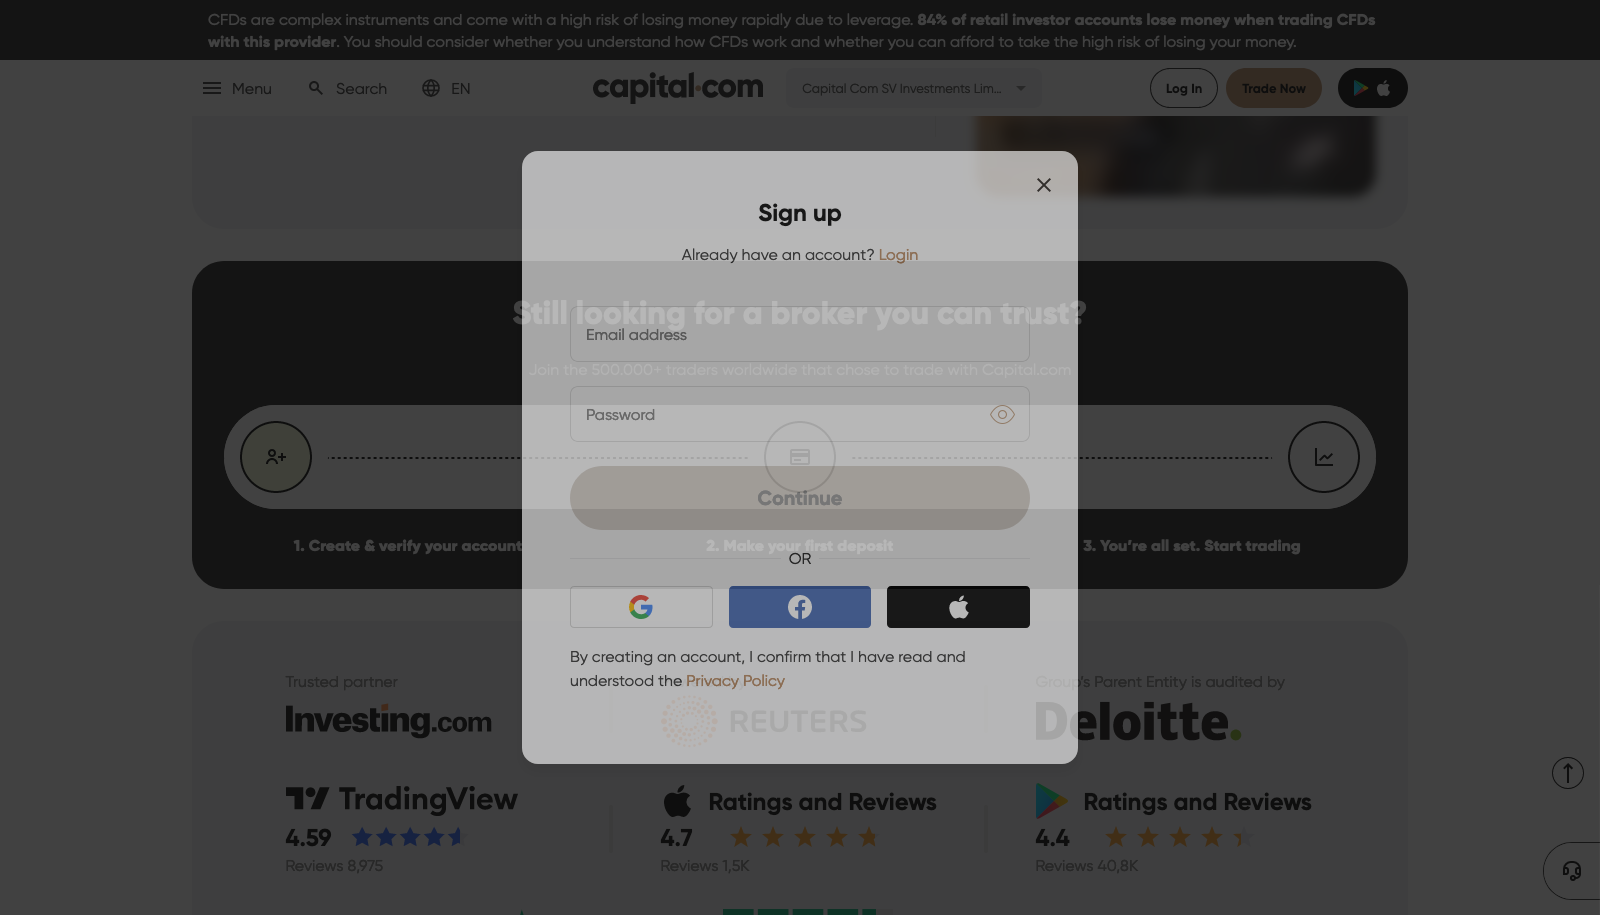 CFDs are complex instruments and come with a high risk of losing money rapidly due to leverage. 84% of retail investor accounts lose money when trading CFDs
with this provider. You should consider whether you understand how CFDs work and whether you can afford to take the high risk of losing your money.
Menu
Search
EN
capital.com
Capital Com SV Investments Lim...
Log In
Trade Now
Sign up
Already have an account? Login
Still looking for a broker you can trust?
Email address
Join the 500.000+ traders worldwide that chose to trade with Capital.com
Password
Continue
1. Create & verify your account
2. Make your first deposit
3. You're all set. Start trading
OR
By creating an account, I confirm that I have read and
understood the Privacy Policy
Trusted partner
Investing.com
REUTERS
Group's Parent Entity is audited by
Deloitte.
TradingView
4.59
Reviews 8,975
Ratings and Reviews
4.7
Reviews 1,5K
Ratings and Reviews
4.4
Reviews 40,8K